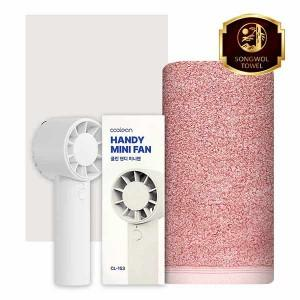 SONGWOL
TOWEL
coolean
HANDY
MINI FAN
쿨린 핸디 미니팬
CL-153